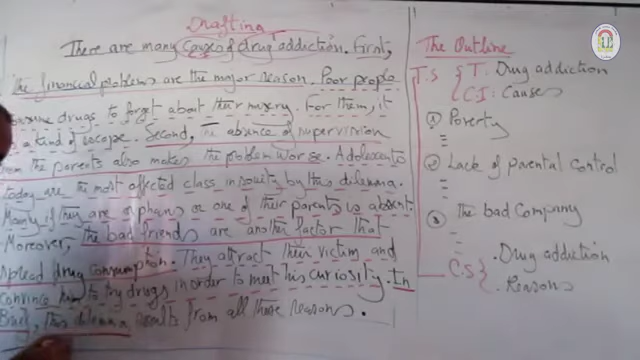 Drafting
There are many causes of drug addiction. First,
the financial problems are the major reason. Poor people
consume drugs to forget about their misery. For them, it
a kind of escape. Second, the absence of supervision
from the parents also makes the problem worse. Adolescents
today are the most affected class in society by this dilemma.
Mainly if they are orphans or one of their parents is absent.
Moreover, the bad friends are another factor that
spread drug consumption. They attract their victim and
convince him to try drugs in order to meet his curiosity. In
Brief, this dilemma results from all these reasons.
The Outline
T.S
T: Drug addiction
C.I: Causes
1 Poverty
2 Lack of parental control
3 The bad Company
C.S
. Drug addiction
. Reasons